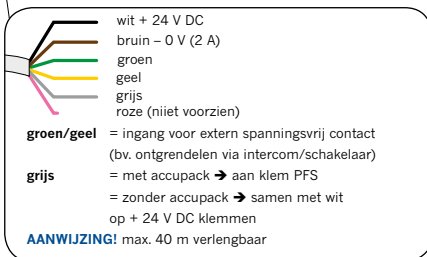 wit + 24 V DC
bruin – 0 V (2 A)
groen
geel
grijs
roze (niiet voorzien)
groen/geel = ingang voor extern spanningsvrij contact
(bv. ontgrendelen via intercom/schakelaar)
grijs = met accupack ➔ aan klem PFS
= zonder accupack ➔ samen met wit
op + 24 V DC klemmen
AANWIJZING! max. 40 m verlengbaar